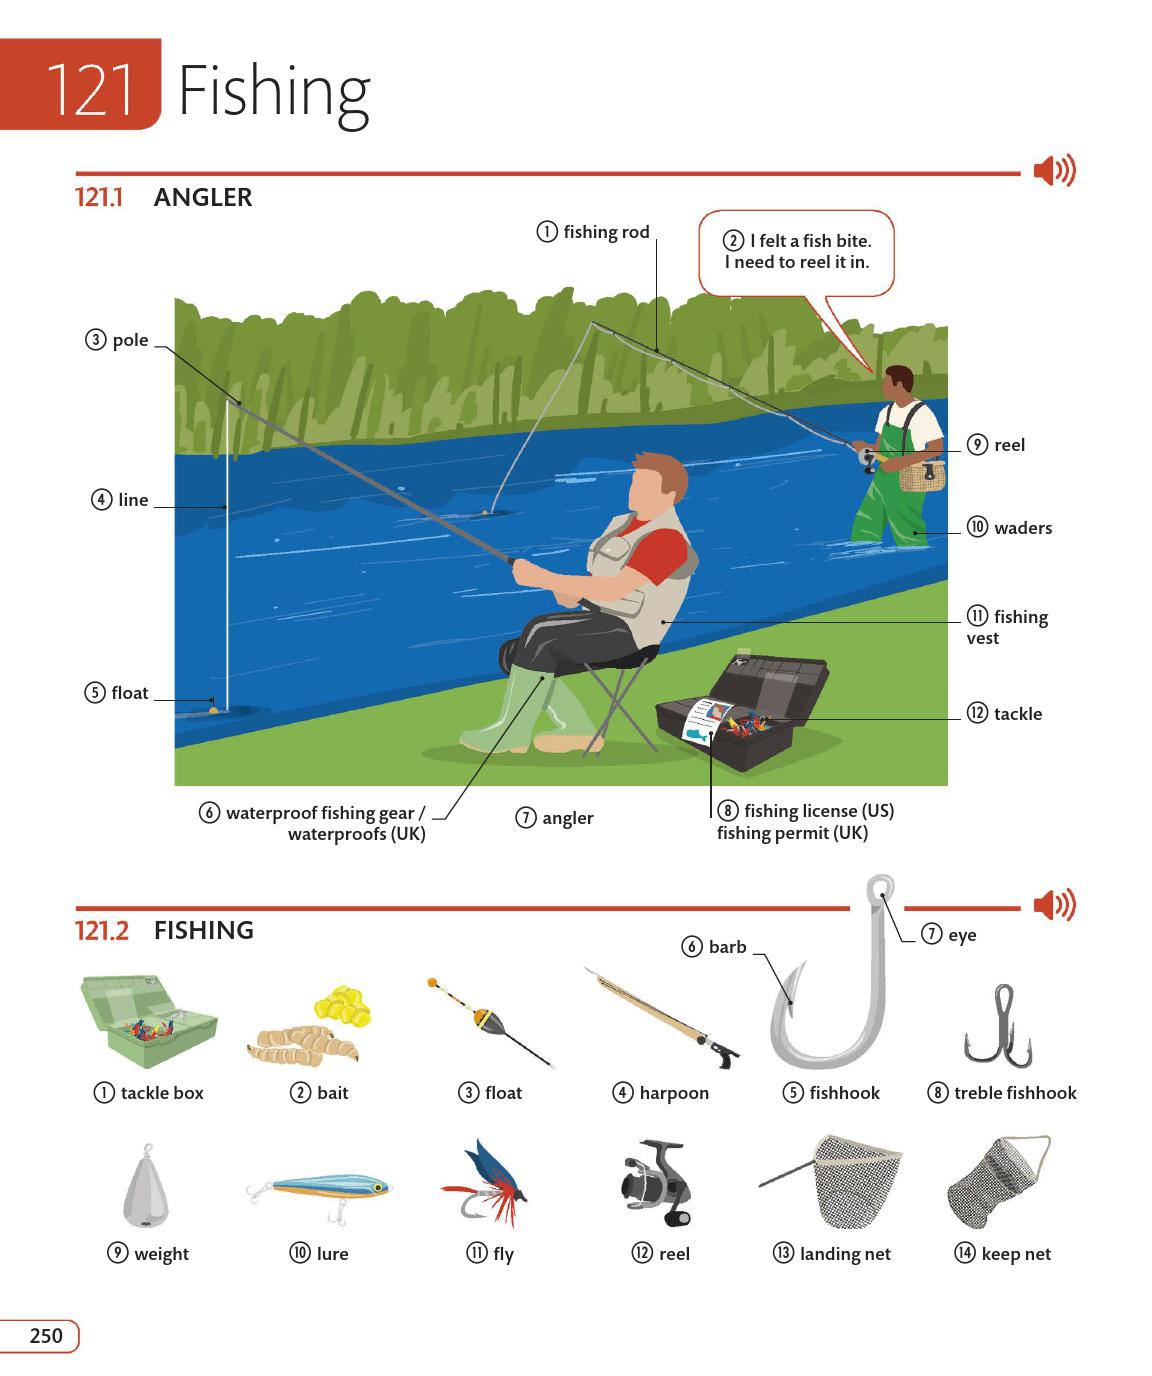 121 Fishing
121.1 ANGLER
① fishing rod
② I felt a fish bite.
I need to reel it in.
③ pole
④ line
⑤ float
⑥ waterproof fishing gear /
waterproofs (UK)
⑦ angler
⑧ fishing license (US)
fishing permit (UK)
⑨ reel
⑩ waders
⑪ fishing
vest
⑫ tackle
121.2 FISHING
① tackle box
② bait
③ float
④ harpoon
⑤ fishhook
⑥ barb
⑦ eye
⑧ treble fishhook
⑨ weight
⑩ lure
⑪ fly
⑫ reel
⑬ landing net
⑭ keep net
250